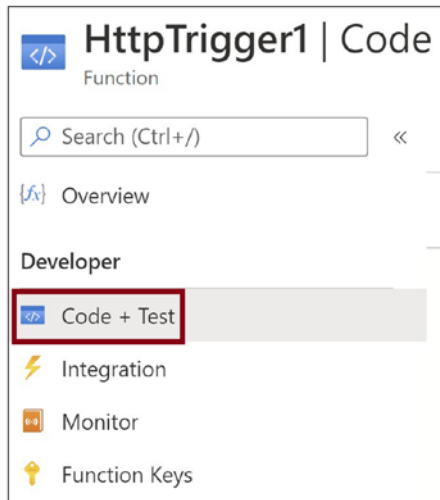 HttpTrigger1 | Code
Function
Search (Ctrl+/)
Overview
Developer
Code + Test
Integration
Monitor
Function Keys